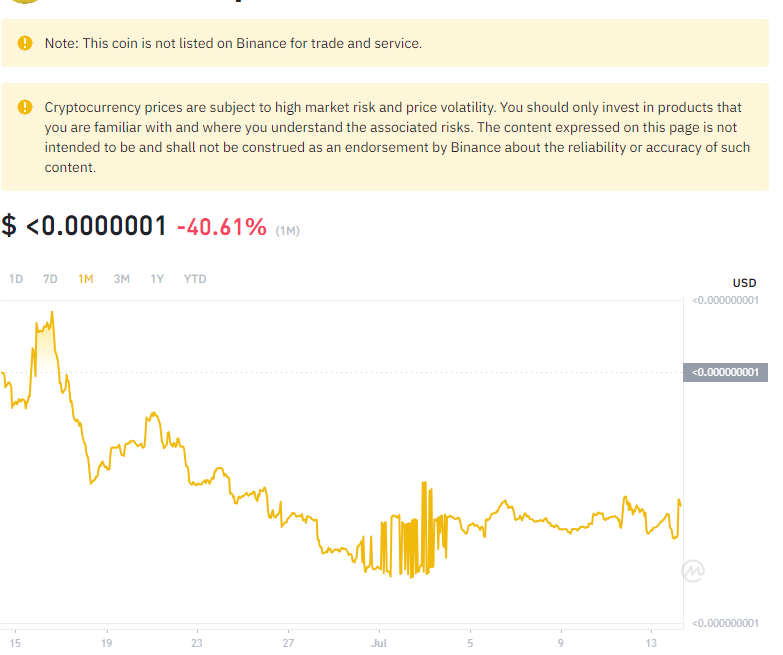 Note: This coin is not listed on Binance for trade and service.
Cryptocurrency prices are subject to high market risk and price volatility. You should only invest in products that
you are familiar with and where you understand the associated risks. The content expressed on this page is not
intended to be and shall not be construed as an endorsement by Binance about the reliability or accuracy of such
content.
$ <0.0000001 -40.61% (1M)
1D 7D 1M 3M 1Y YTD
USD
<0.000000001
<0.000000001
<0.000000001
15 19 23 27 Jul 5 9 13